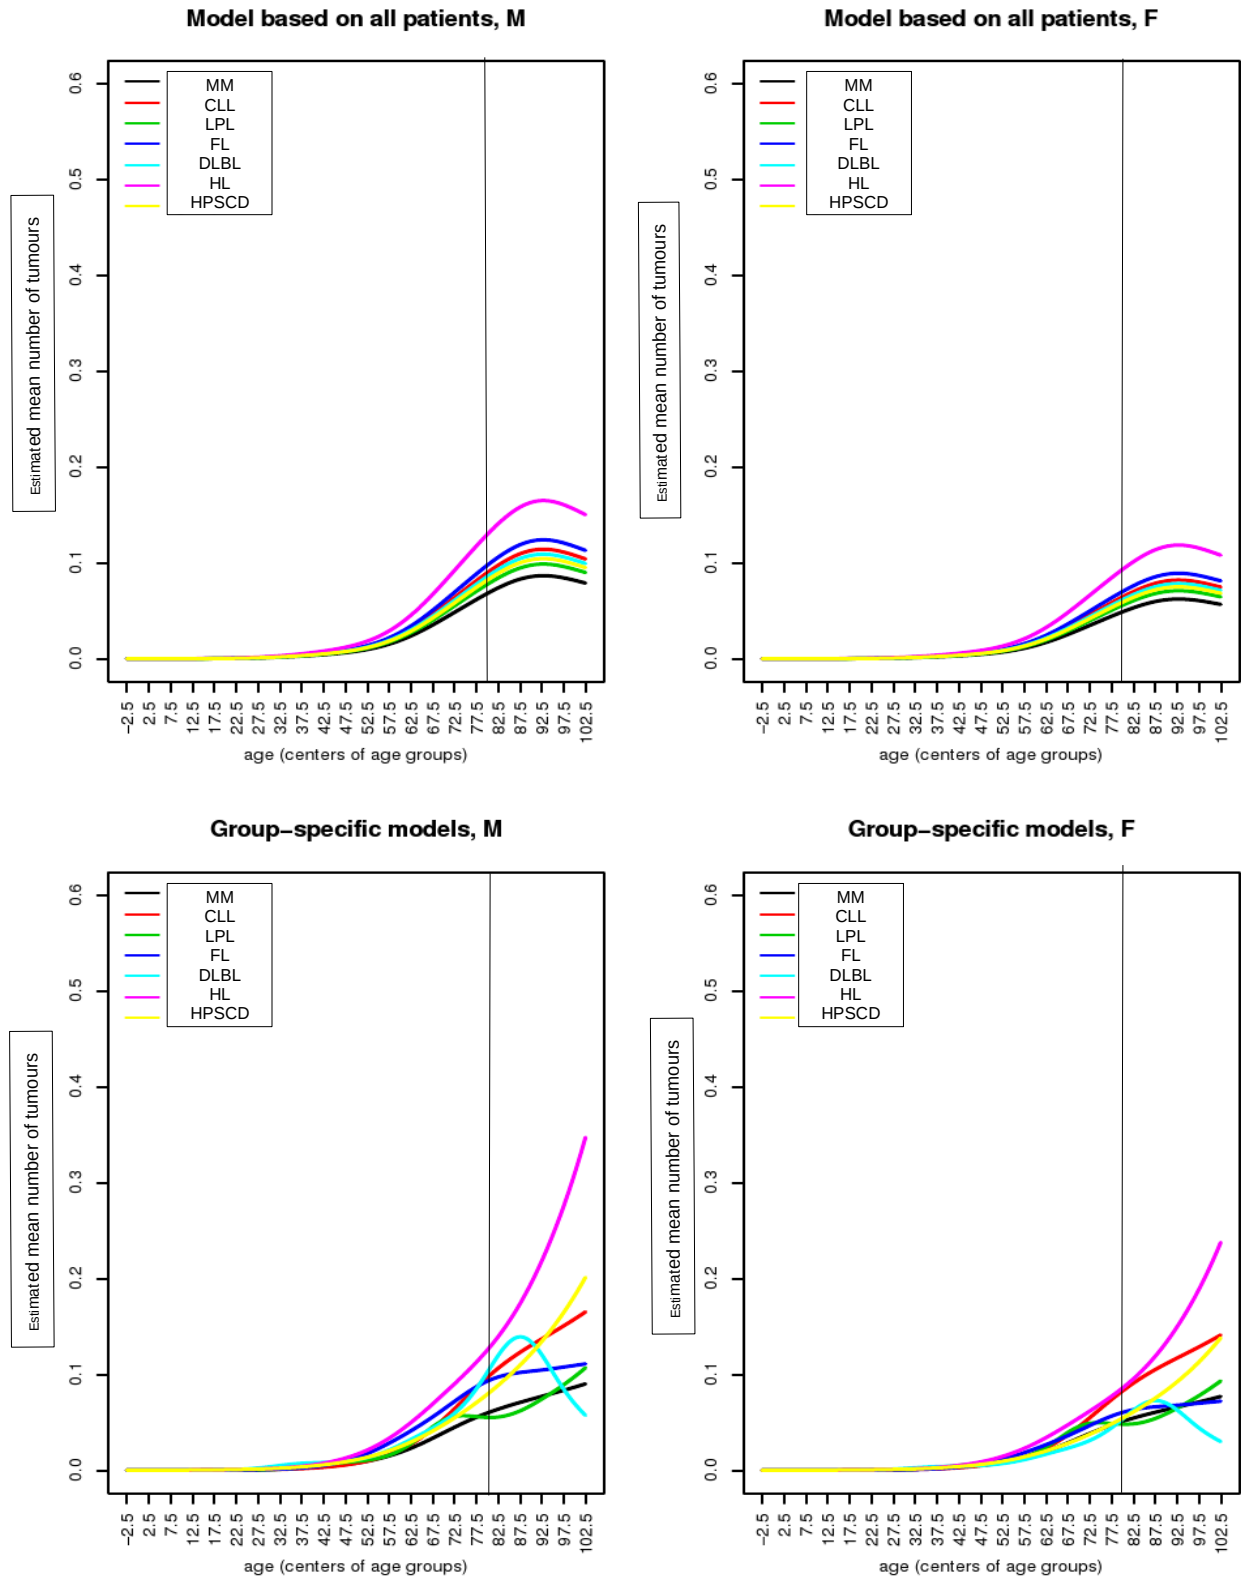 Model based on all patients, M
0.6
0.5
0.4
0.3
0.2
0.1
0.0
Estimated mean number of tumours
MM
CLL
LPL
FL
DLBL
HL
HPSCD
−2.5 2.5 7.5 12.5 17.5 22.5 27.5 32.5 37.5 42.5 47.5 52.5 57.5 62.5 67.5 72.5 77.5 82.5 87.5 92.5 97.5 102.5
age (centers of age groups)
Model based on all patients, F
0.6
0.5
0.4
0.3
0.2
0.1
0.0
Estimated mean number of tumours
MM
CLL
LPL
FL
DLBL
HL
HPSCD
−2.5 2.5 7.5 12.5 17.5 22.5 27.5 32.5 37.5 42.5 47.5 52.5 57.5 62.5 67.5 72.5 77.5 82.5 87.5 92.5 97.5 102.5
age (centers of age groups)
Group−specific models, M
0.6
0.5
0.4
0.3
0.2
0.1
0.0
Estimated mean number of tumours
MM
CLL
LPL
FL
DLBL
HL
HPSCD
−2.5 2.5 7.5 12.5 17.5 22.5 27.5 32.5 37.5 42.5 47.5 52.5 57.5 62.5 67.5 72.5 77.5 82.5 87.5 92.5 97.5 102.5
age (centers of age groups)
Group−specific models, F
0.6
0.5
0.4
0.3
0.2
0.1
0.0
Estimated mean number of tumours
MM
CLL
LPL
FL
DLBL
HL
HPSCD
−2.5 2.5 7.5 12.5 17.5 22.5 27.5 32.5 37.5 42.5 47.5 52.5 57.5 62.5 67.5 72.5 77.5 82.5 87.5 92.5 97.5 102.5
age (centers of age groups)